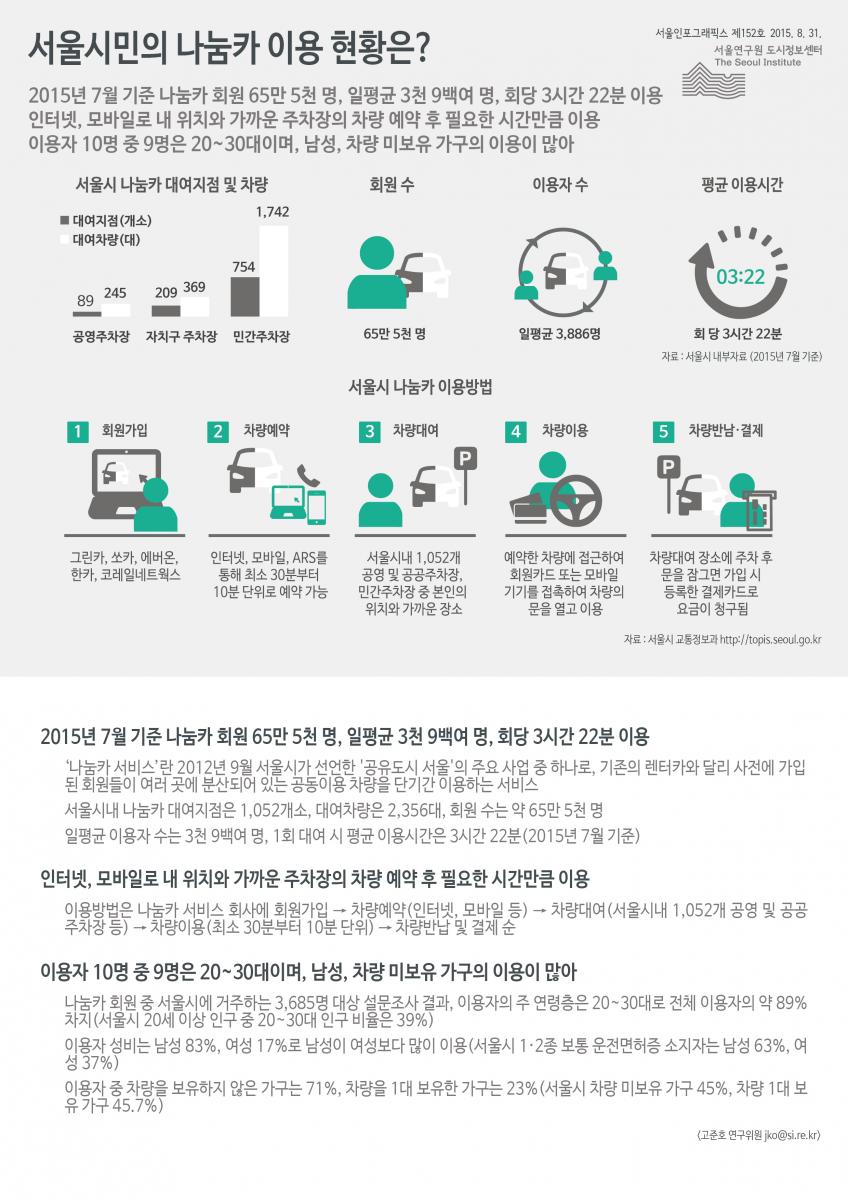 서울시민의 나눔카 이용 현황은?
서울인포그래픽스 제152호 2015. 8. 31.
서울연구원 도시정보센터
The Seoul Institute
2015년 7월 기준 나눔카 회원 65만 5천 명, 일평균 3천 9백여 명, 회당 3시간 22분 이용
인터넷, 모바일로 내 위치와 가까운 주차장의 차량 예약 후 필요한 시간만큼 이용
이용자 10명 중 9명은 20~30대이며, 남성, 차량 미보유 가구의 이용이 많아
서울시 나눔카 대여지점 및 차량
대여지점(개소)
대여차량(대)
89
245
209
369
754
1,742
공영주차장
자치구 주차장
민간주차장
회원 수
65만 5천 명
이용자 수
일평균 3,886명
평균 이용시간
03:22
회 당 3시간 22분
자료 : 서울시 내부자료 (2015년 7월 기준)
서울시 나눔카 이용방법
1 회원가입
그린카, 쏘카, 에버온,
한카, 코레일네트웍스
2 차량예약
인터넷, 모바일, ARS를
통해 최소 30분부터
10분 단위로 예약 가능
3 차량대여
P
서울시내 1,052개
공영 및 공공주차장,
민간주차장 중 본인의
위치와 가까운 장소
4 차량이용
예약한 차량에 접근하여
회원카드 또는 모바일
기기를 접촉하여 차량의
문을 열고 이용
5 차량반남·결제
P
차량대여 장소에 주차 후
문을 잠그면 가입 시
등록한 결제카드로
요금이 청구됨
자료 : 서울시 교통정보과 http://topis.seoul.go.kr
2015년 7월 기준 나눔카 회원 65만 5천 명, 일평균 3천 9백여 명, 회당 3시간 22분 이용
‘나눔카 서비스’란 2012년 9월 서울시가 선언한 '공유도시 서울'의 주요 사업 중 하나로, 기존의 렌터카와 달리 사전에 가입
된 회원들이 여러 곳에 분산되어 있는 공동이용 차량을 단기간 이용하는 서비스
서울시내 나눔카 대여지점은 1,052개소, 대여차량은 2,356대, 회원 수는 약 65만 5천 명
일평균 이용자 수는 3천 9백여 명, 1회 대여 시 평균 이용시간은 3시간 22분(2015년 7월 기준)
인터넷, 모바일로 내 위치와 가까운 주차장의 차량 예약 후 필요한 시간만큼 이용
이용방법은 나눔카 서비스 회사에 회원가입 → 차량예약(인터넷, 모바일 등) → 차량대여(서울시내 1,052개 공영 및 공공
주차장 등) → 차량이용(최소 30분부터 10분 단위) → 차량반납 및 결제 순
이용자 10명 중 9명은 20~30대이며, 남성, 차량 미보유 가구의 이용이 많아
나눔카 회원 중 서울시에 거주하는 3,685명 대상 설문조사 결과, 이용자의 주 연령층은 20~30대로 전체 이용자의 약 89%
차지(서울시 20세 이상 인구 중 20~30대 인구 비율은 39%)
이용자 성비는 남성 83%, 여성 17%로 남성이 여성보다 많이 이용(서울시 1·2종 보통 운전면허증 소지자는 남성 63%, 여
성 37%)
이용자 중 차량을 보유하지 않은 가구는 71%, 차량을 1대 보유한 가구는 23%(서울시 차량 미보유 가구 45%, 차량 1대 보
유 가구 45.7%)
〈고준호 연구위원 jko@si.re.kr〉